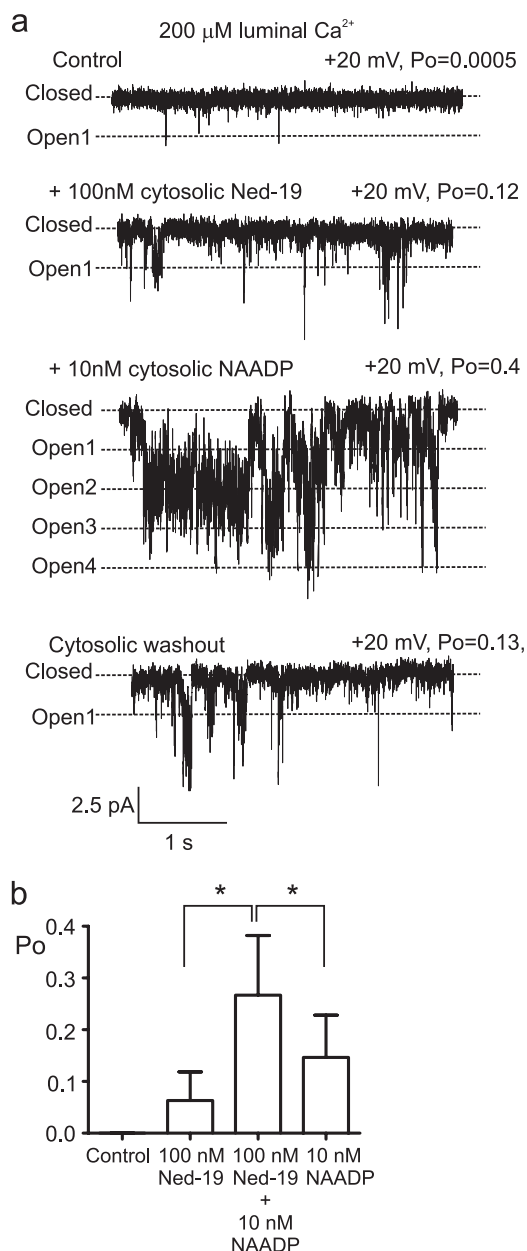 a
200 μM luminal Ca²⁺
Control +20 mV, Po=0.0005
Closed
Open1
+ 100nM cytosolic Ned-19 +20 mV, Po=0.12
Closed
Open1
+ 10nM cytosolic NAADP +20 mV, Po=0.4
Closed
Open1
Open2
Open3
Open4
Cytosolic washout +20 mV, Po=0.13,
Closed
Open1
2.5 pA
1 s
b
* *
Po
0.4
0.3
0.2
0.1
0.0
Control 100 nM 100 nM 10 nM
Ned-19 Ned-19 NAADP
+
10 nM
NAADP